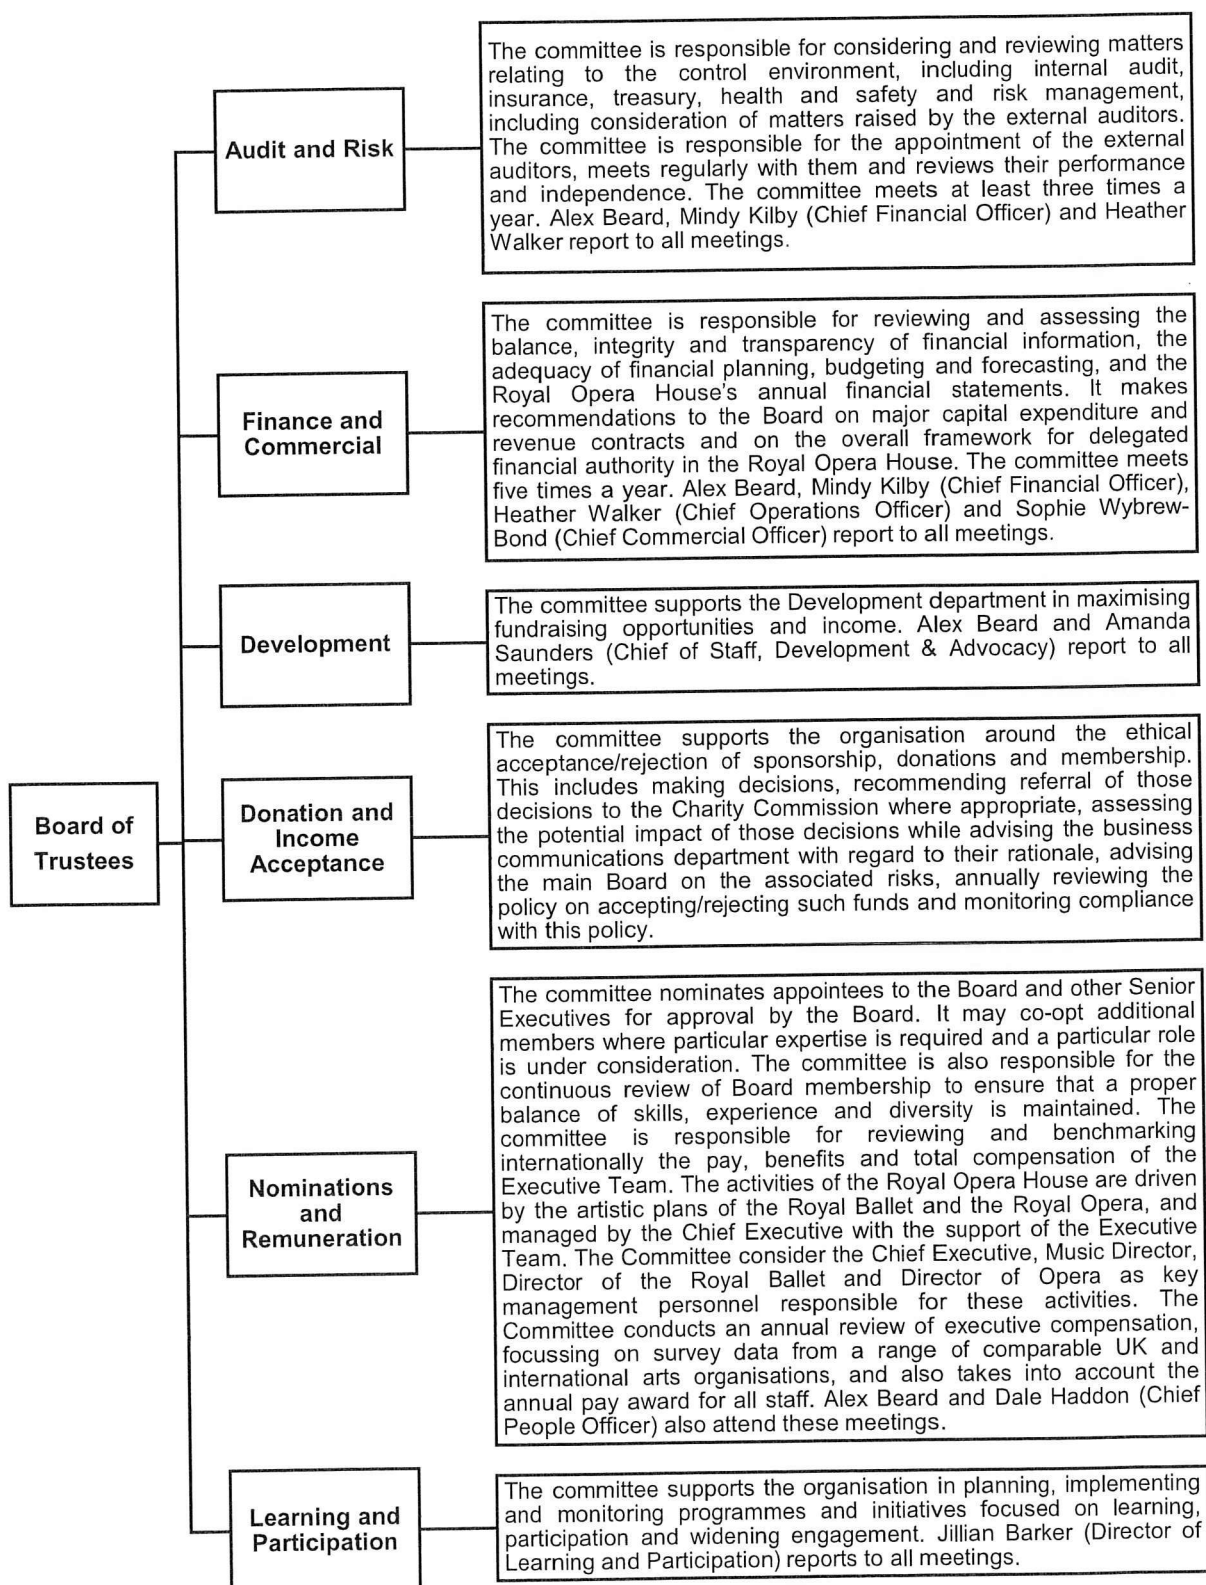 Audit and Risk
The committee is responsible for considering and reviewing matters
relating to the control environment, including internal audit,
insurance, treasury, health and safety and risk management,
including consideration of matters raised by the external auditors.
The committee is responsible for the appointment of the external
auditors, meets regularly with them and reviews their performance
and independence. The committee meets at least three times a
year. Alex Beard, Mindy Kilby (Chief Financial Officer) and Heather
Walker report to all meetings.
Finance and
Commercial
The committee is responsible for reviewing and assessing the
balance, integrity and transparency of financial information, the
adequacy of financial planning, budgeting and forecasting, and the
Royal Opera House's annual financial statements. It makes
recommendations to the Board on major capital expenditure and
revenue contracts and on the overall framework for delegated
financial authority in the Royal Opera House. The committee meets
five times a year. Alex Beard, Mindy Kilby (Chief Financial Officer),
Heather Walker (Chief Operations Officer) and Sophie Wybrew-
Bond (Chief Commercial Officer) report to all meetings.
Development
The committee supports the Development department in maximising
fundraising opportunities and income. Alex Beard and Amanda
Saunders (Chief of Staff, Development & Advocacy) report to all
meetings.
Board of
Trustees
Donation and
Income
Acceptance
The committee supports the organisation around the ethical
acceptance/rejection of sponsorship, donations and membership.
This includes making decisions, recommending referral of those
decisions to the Charity Commission where appropriate, assessing
the potential impact of those decisions while advising the business
communications department with regard to their rationale, advising
the main Board on the associated risks, annually reviewing the
policy on accepting/rejecting such funds and monitoring compliance
with this policy.
Nominations
and
Remuneration
The committee nominates appointees to the Board and other Senior
Executives for approval by the Board. It may co-opt additional
members where particular expertise is required and a particular role
is under consideration. The committee is also responsible for the
continuous review of Board membership to ensure that a proper
balance of skills, experience and diversity is maintained. The
committee is responsible for reviewing and benchmarking
internationally the pay, benefits and total compensation of the
Executive Team. The activities of the Royal Opera House are driven
by the artistic plans of the Royal Ballet and the Royal Opera, and
managed by the Chief Executive with the support of the Executive
Team. The Committee consider the Chief Executive, Music Director,
Director of the Royal Ballet and Director of Opera as key
management personnel responsible for these activities. The
Committee conducts an annual review of executive compensation,
focussing on survey data from a range of comparable UK and
international arts organisations, and also takes into account the
annual pay award for all staff. Alex Beard and Dale Haddon (Chief
People Officer) also attend these meetings.
Learning and
Participation
The committee supports the organisation in planning, implementing
and monitoring programmes and initiatives focused on learning,
participation and widening engagement. Jillian Barker (Director of
Learning and Participation) reports to all meetings.